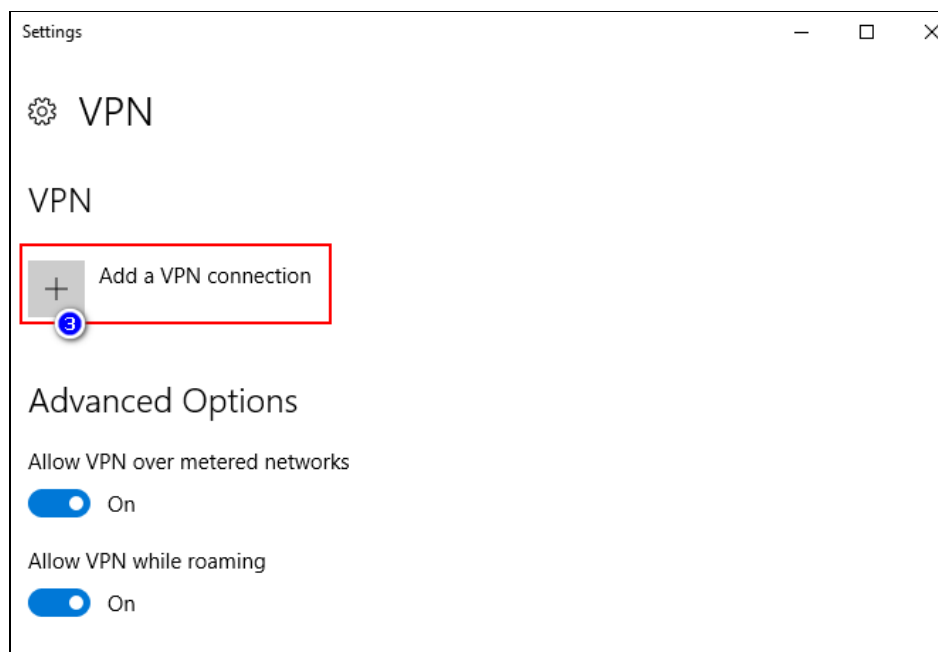 Settings
VPN
VPN
Add a VPN connection
3
Advanced Options
Allow VPN over metered networks
On
Allow VPN while roaming
On